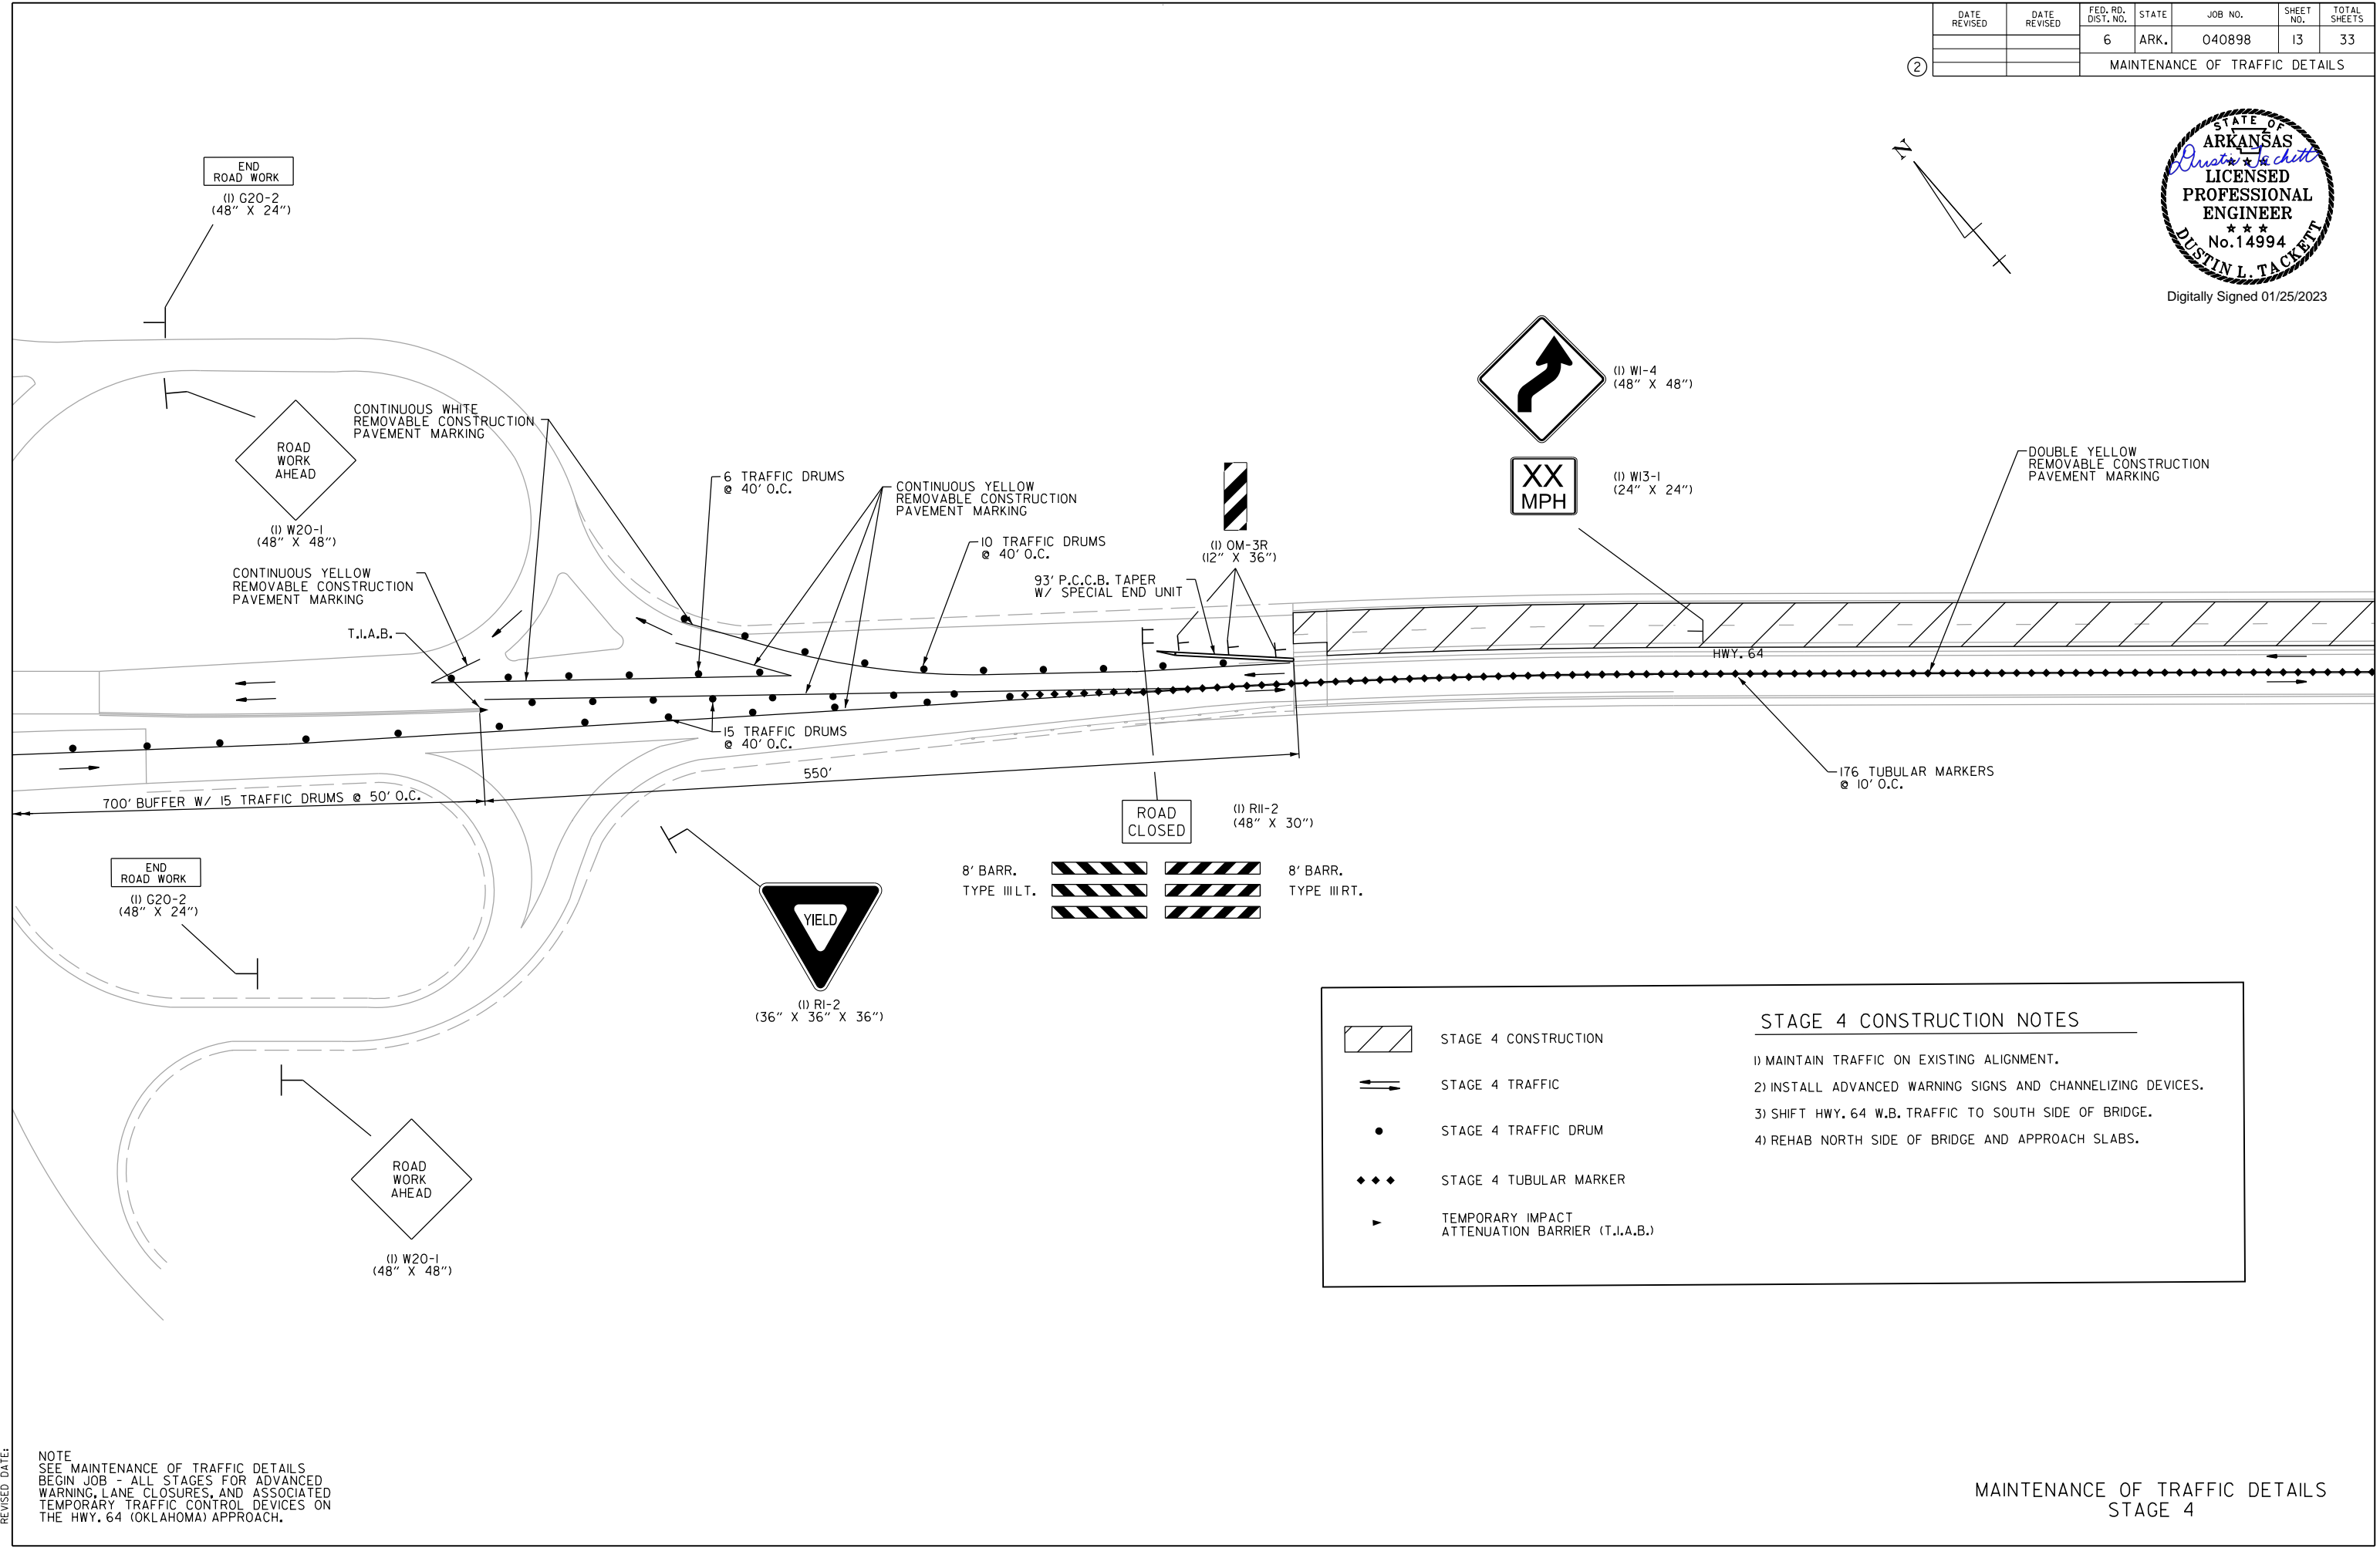 DATE
REVISED
DATE
REVISED
FED. RD.
DIST. NO.
STATE
JOB NO.
SHEET
NO.
TOTAL
SHEETS
6
ARK.
040898
13
33
2
MAINTENANCE OF TRAFFIC DETAILS
STATE OF
ARKANSAS
Dustin Tackett
LICENSED
PROFESSIONAL
ENGINEER
No.14994
DUSTIN L. TACKETT
Digitally Signed 01/25/2023
N
END
ROAD WORK
(1) G20-2
(48" X 24")
ROAD
WORK
AHEAD
(1) W20-1
(48" X 48")
CONTINUOUS WHITE
REMOVABLE CONSTRUCTION
PAVEMENT MARKING
6 TRAFFIC DRUMS
@ 40' O.C.
CONTINUOUS YELLOW
REMOVABLE CONSTRUCTION
PAVEMENT MARKING
10 TRAFFIC DRUMS
@ 40' O.C.
(1) OM-3R
(12" X 36")
93' P.C.C.B. TAPER
W/ SPECIAL END UNIT
(1) W1-4
(48" X 48")
XX
MPH
(1) W13-1
(24" X 24")
DOUBLE YELLOW
REMOVABLE CONSTRUCTION
PAVEMENT MARKING
CONTINUOUS YELLOW
REMOVABLE CONSTRUCTION
PAVEMENT MARKING
T.I.A.B.
HWY. 64
15 TRAFFIC DRUMS
@ 40' O.C.
550'
700' BUFFER W/ 15 TRAFFIC DRUMS @ 50' O.C.
176 TUBULAR MARKERS
@ 10' O.C.
ROAD
CLOSED
(1) R11-2
(48" X 30")
8' BARR.
TYPE III LT.
8' BARR.
TYPE III RT.
END
ROAD WORK
(1) G20-2
(48" X 24")
YIELD
(1) R1-2
(36" X 36" X 36")
ROAD
WORK
AHEAD
(1) W20-1
(48" X 48")
STAGE 4 CONSTRUCTION
STAGE 4 TRAFFIC
STAGE 4 TRAFFIC DRUM
STAGE 4 TUBULAR MARKER
TEMPORARY IMPACT
ATTENUATION BARRIER (T.I.A.B.)
STAGE 4 CONSTRUCTION NOTES
1) MAINTAIN TRAFFIC ON EXISTING ALIGNMENT.
2) INSTALL ADVANCED WARNING SIGNS AND CHANNELIZING DEVICES.
3) SHIFT HWY. 64 W.B. TRAFFIC TO SOUTH SIDE OF BRIDGE.
4) REHAB NORTH SIDE OF BRIDGE AND APPROACH SLABS.
REVISED DATE:
NOTE
SEE MAINTENANCE OF TRAFFIC DETAILS
BEGIN JOB - ALL STAGES FOR ADVANCED
WARNING, LANE CLOSURES, AND ASSOCIATED
TEMPORARY TRAFFIC CONTROL DEVICES ON
THE HWY. 64 (OKLAHOMA) APPROACH.
MAINTENANCE OF TRAFFIC DETAILS
STAGE 4